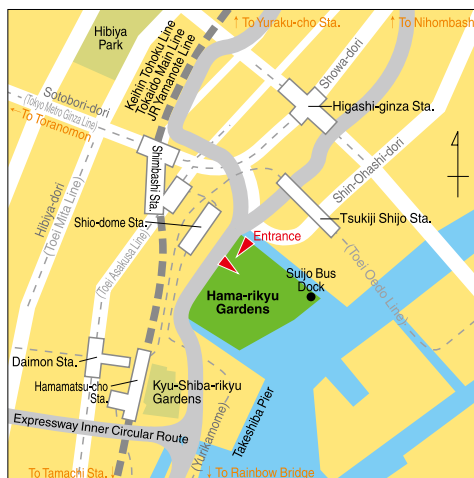 ↑ To Yuraku-cho Sta.
↑ To Nihombash
Hibiya
Park
Keihin Tohoku Line
Tokaido Main Line
JR Yamanote Line
Showa-dori
Sotobori-dori
(Tokyo Metro Ginza Line)
← To Toranomon
Higashi-ginza Sta.
Shimbashi Sta.
Shin-Ohashi-dori
Hibiya-dori
(Toei Mita Line)
(Toei Asakusa Line)
Shio-dome Sta.
Tsukiji Shijo Sta.
Entrance
(Toei Oedo Line)
Suijo Bus
Dock
Hama-rikyu
Gardens
Daimon Sta.
Hamamatsu-cho
Sta.
Kyu-Shiba-rikyu
Gardens
Takeshiba Pier
Expressway Inner Circular Route
(Yurikamome)
To Tamachi Sta. ↓
↓ To Rainbow Bridge